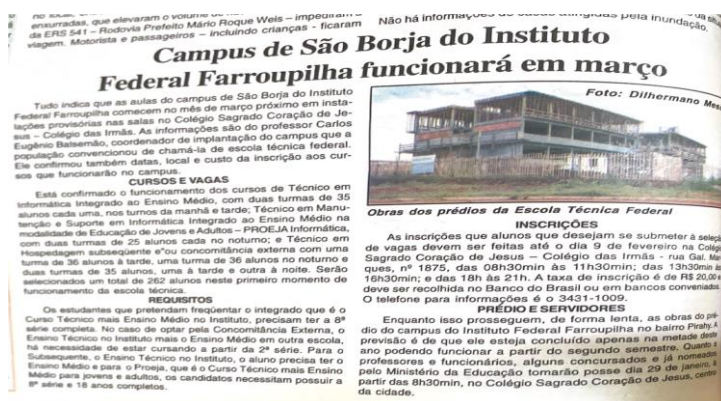 enxurradas, que elevaram o volume
da ERS 541 – Rodovia Prefeito Mário Roque Weis – impediram
viagem. Motorista e passageiros – incluindo crianças - ficaram
Não há informações de casas atingidas pela inundação.
Campus de São Borja do Instituto
Federal Farroupilha funcionará em março
Tudo indica que as aulas do campus de São Borja do Instituto
Federal Farroupilha comecem no mês de março próximo em insta-
lações provisórias nas salas no Colégio Sagrado Coração de Je-
sus – Colégio das Irmãs. As informações são do professor Carlos
Eugênio Balsemão, coordenador de implantação do campus que a
população convencionou de chamá-la de escola técnica federal.
Ele confirmou também datas, local e custo da inscrição aos cur-
sos que funcionarão no campus.
CURSOS E VAGAS
Está confirmado o funcionamento dos cursos de Técnico em
Informática Integrado ao Ensino Médio, com duas turmas de 35
alunos cada uma, nos turnos da manhã e tarde; Técnico em Manu-
tenção e Suporte em Informática Integrado ao Ensino Médio na
modalidade de Educação de Jovens e Adultos – PROEJA Informática,
com duas turmas de 25 alunos cada no noturno; e Técnico em
Hospedagem subseqüente e"ou concomitância externa com uma
turma de 36 alunos à tarde, uma turma de 36 alunos no noturno e
duas turmas de 35 alunos, uma à tarde e outra à noite. Serão
selecionados um total de 262 alunos neste primeiro momento de
funcionamento da escola técnica.
REQUISITOS
Os estudantes que pretendem freqüentar o integrado que é o
Curso Técnico mais Ensino Médio no Instituto, precisam ter a 8ª
série completa. No caso de optar pela Concomitância Externa, o
Ensino Técnico no Instituto mais o Ensino Médio em outra escola,
há necessidade de estar cursando a partir da 2ª série. Para o
Subsequente, o Ensino Técnico no Instituto, o aluno precisa ter o
Ensino Médio e para o Proeja, que é o Curso Técnico mais Ensino
Médio para jovens e adultos, os candidatos necessitam possuir a
8ª série e 18 anos completos.
Foto: Dilhermano
Obras dos prédios da Escola Técnica Federal
INSCRIÇÕES
As inscrições que alunos que desejam se submeter à seleçã
de vagas devem ser feitas até o dia 9 de fevereiro na Colégi
Sagrado Coração de Jesus – Colégio das Irmãs - rua Gal. Mar
ques, nº 1875, das 08h30min às 11h30min; das 13h30min às
16h30min; e das 18h às 21h. A taxa de inscrição é de R$ 20,00 e
deve ser recolhida no Banco do Brasil ou em bancos conveniados.
O telefone para informações é o 3431-1009.
PRÉDIO E SERVIDORES
Enquanto isso prosseguem, de forma lenta, as obras do pré-
dio do campus do Instituto Federal Farroupilha no bairro Pirahy. A
previsão é de que ele esteja concluído apenas na metade deste
ano podendo funcionar a partir do segundo semestre. Quanto a
professores e funcionários, alguns concursados e já nomeados
pelo Ministério da Educação tomarão posse dia 29 de janeiro, a
partir das 8h30min, no Colégio Sagrado Coração de Jesus, centro
da cidade.